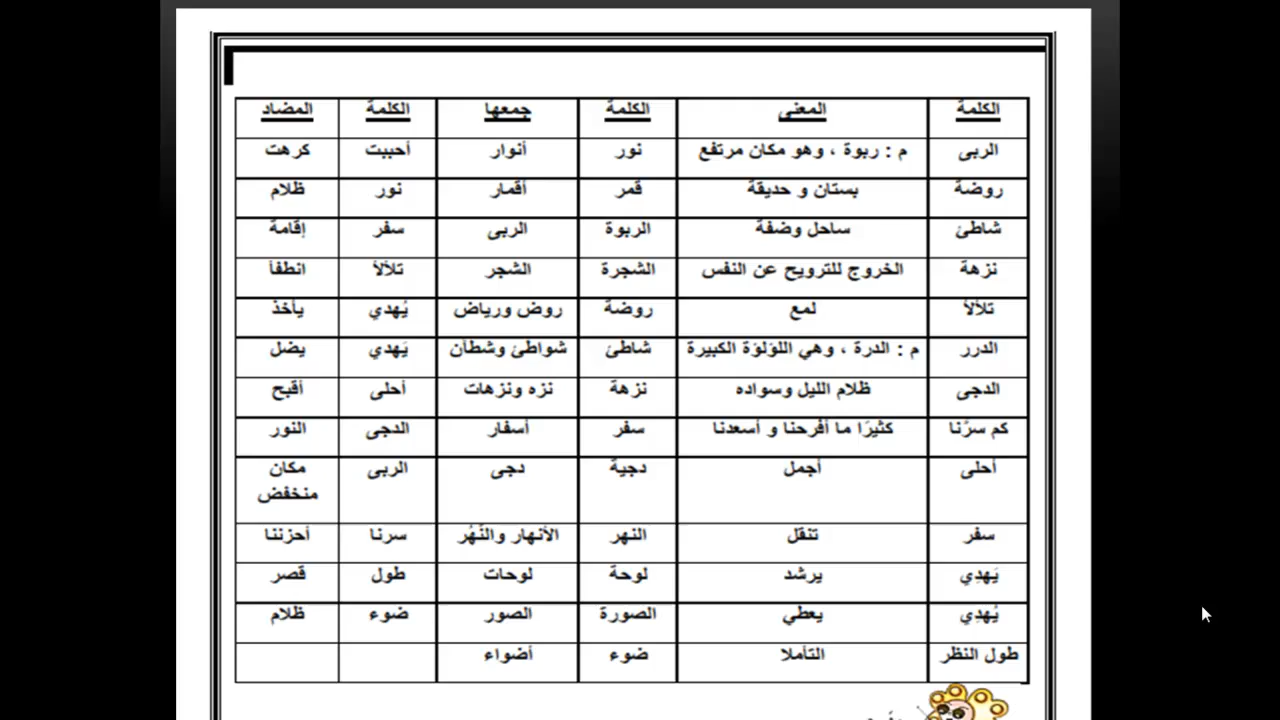 الكلمة المعنى الكلمة جمعها الكلمة المضاد
الربى م : ربوة ، وهو مكان مرتفع نور أنوار أحببت كرهت
روضة بستان و حديقة قمر أقمار نور ظلام
شاطئ ساحل وضفة الربوة الربى سفر إقامة
نزهة الخروج للترويح عن النفس الشجرة الشجر تلألأ انطفأ
تلألأ لمع روضة روض ورياض يُهدي يأخذ
الدرر م : الدرة ، وهي اللؤلؤة الكبيرة شاطئ شواطئ وشطآن يَهدي يضل
الدجى ظلام الليل وسواده نزهة نزه ونزهات أحلى أقبح
كم سرَّنا كثيرًا ما أفرحنا و أسعدنا سفر أسفار الدجى النور
أحلى أجمل دجية دجى الربى مكان
منخفض
سفر تنقل النهر الأنهار والنُّهُر سرنا أحزننا
يَهدِي يرشد لوحة لوحات طول قصر
يُهدِي يعطي الصورة الصور ضوء ظلام
طول النظر التأملا ضوء أضواء